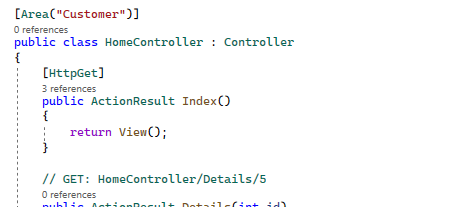 [Area("Customer")]
0 references
public class HomeController : Controller
{
[HttpGet]
3 references
public ActionResult Index()
{
return View();
}
// GET: HomeController/Details/5
0 references
public ActionResult Details(int id)